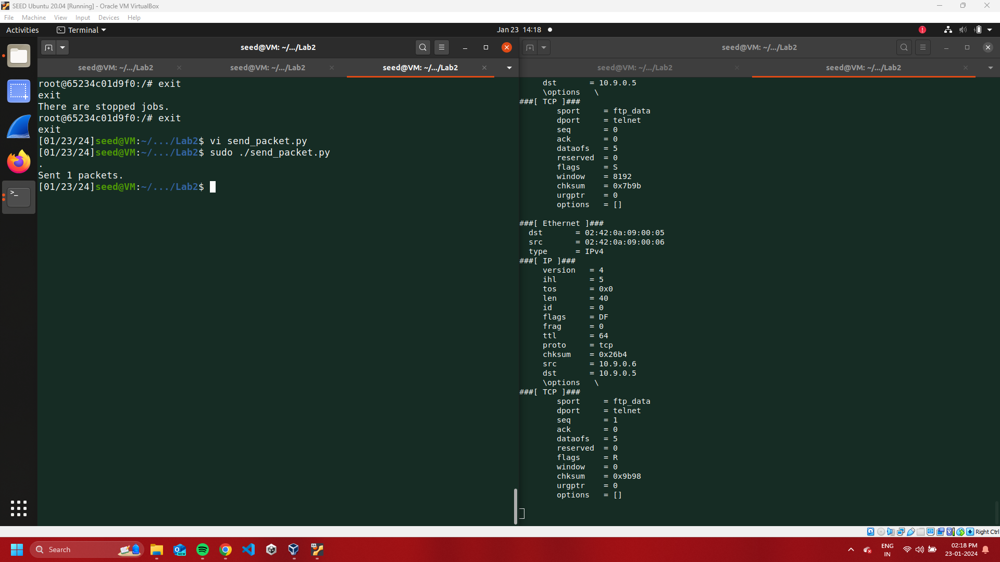 SEED Ubuntu 20.04 [Running] - Oracle VM VirtualBox
File Machine View Input Devices Help
Activities Terminal Jan 23 14:18
seed@VM: ~/.../Lab2
seed@VM: ~/.../Lab2 seed@VM: ~/.../Lab2 seed@VM: ~/.../Lab2
root@65234c01d9f0:/# exit
exit
There are stopped jobs.
root@65234c01d9f0:/# exit
exit
[01/23/24]seed@VM:~/.../Lab2$ vi send_packet.py
[01/23/24]seed@VM:~/.../Lab2$ sudo ./send_packet.py
.
Sent 1 packets.
[01/23/24]seed@VM:~/.../Lab2$
seed@VM: ~/.../Lab2
seed@VM: ~/.../Lab2 seed@VM: ~/.../Lab2
dst = 10.9.0.5
\options \
###[ TCP ]###
sport = ftp_data
dport = telnet
seq = 0
ack = 0
dataofs = 5
reserved = 0
flags = S
window = 8192
chksum = 0x7b9b
urgptr = 0
options = []
###[ Ethernet ]###
dst = 02:42:0a:09:00:05
src = 02:42:0a:09:00:06
type = IPv4
###[ IP ]###
version = 4
ihl = 5
tos = 0x0
len = 40
id = 0
flags = DF
frag = 0
ttl = 64
proto = tcp
chksum = 0x26b4
src = 10.9.0.6
dst = 10.9.0.5
\options \
###[ TCP ]###
sport = ftp_data
dport = telnet
seq = 1
ack = 0
dataofs = 5
reserved = 0
flags = R
window = 0
chksum = 0x9b98
urgptr = 0
options = []
Right Ctrl
Search
NEW
ENG
IN
02:18 PM
23-01-2024